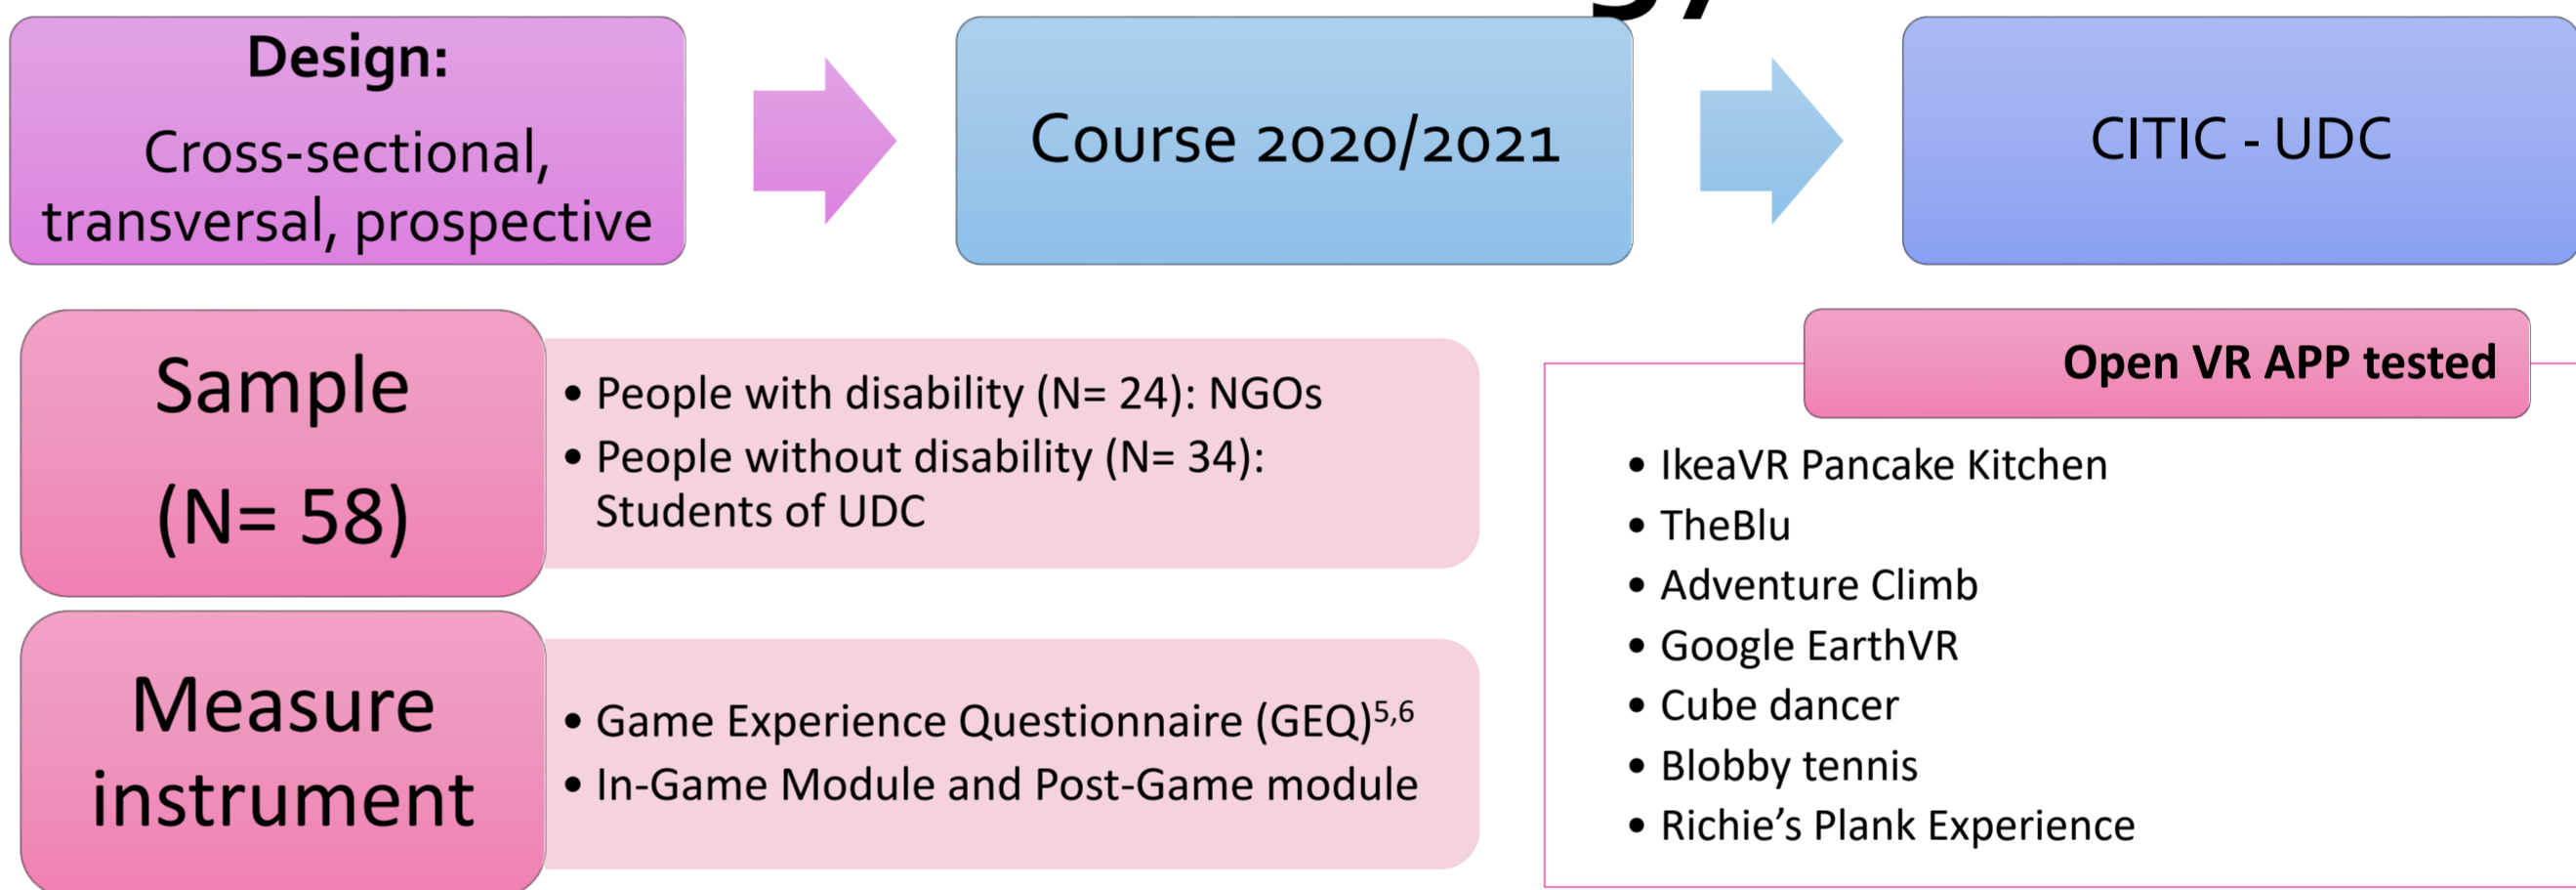 Design:
Cross-sectional,
transversal, prospective
Course 2020/2021
CITIC - UDC
Sample
(N= 58)
• People with disability (N= 24): NGOs
• People without disability (N= 34):
Students of UDC
Measure
instrument
• Game Experience Questionnaire (GEQ)5,6
• In-Game Module and Post-Game module
Open VR APP tested
• IkeaVR Pancake Kitchen
• TheBlu
• Adventure Climb
• Google EarthVR
• Cube dancer
• Blobby tennis
• Richie’s Plank Experience